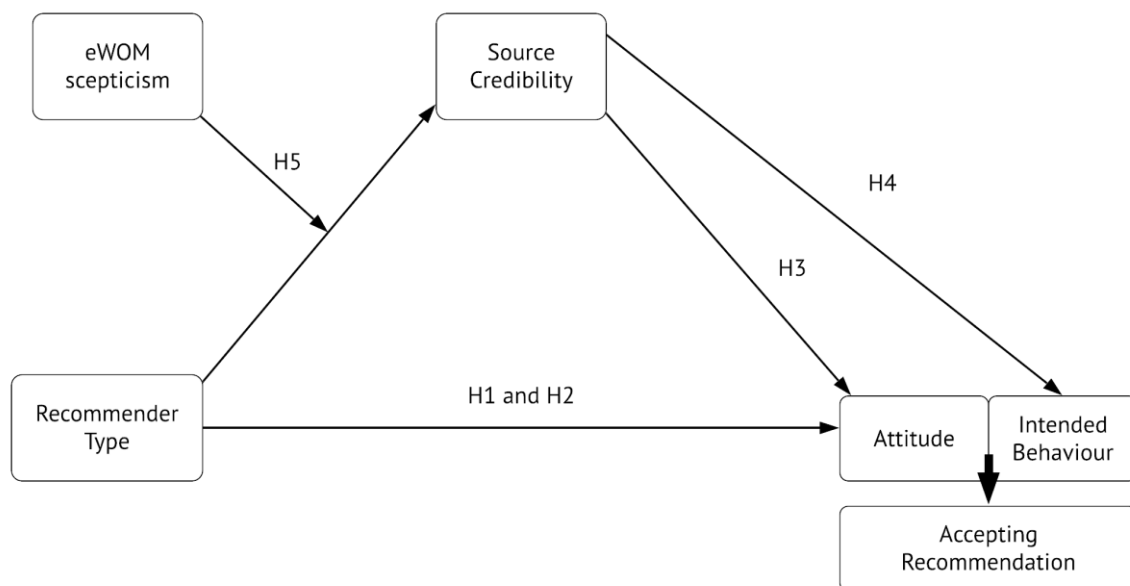 eWOM
scepticism
Source
Credibility
H5
H4
H3
H1 and H2
Recommender
Type
Attitude
Intended
Behaviour
Accepting
Recommendation